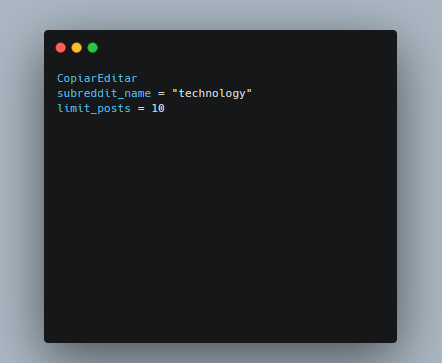 CopiarEditar
subreddit_name = "technology"
limit_posts = 10